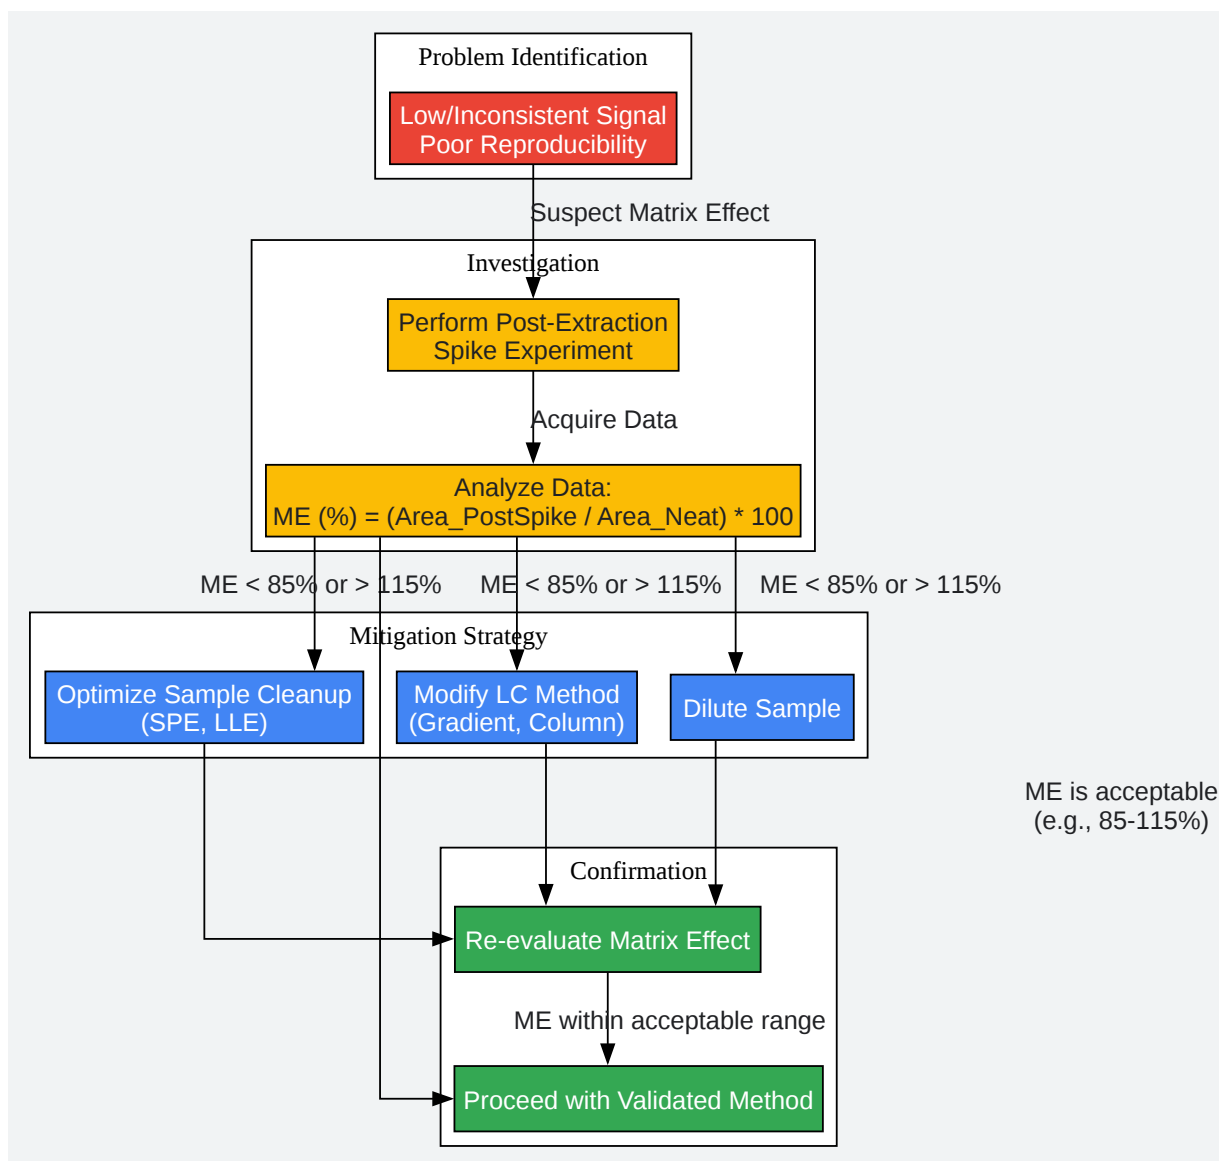 Problem Identification
Low/Inconsistent Signal
Poor Reproducibility
Suspect Matrix Effect
Investigation
Perform Post-Extraction
Spike Experiment
Acquire Data
Analyze Data:
ME (%) = (Area_PostSpike / Area_Neat) * 100
ME < 85% or > 115%
ME < 85% or > 115%
ME < 85% or > 115%
Mitigation Strategy
Optimize Sample Cleanup
(SPE, LLE)
Modify LC Method
(Gradient, Column)
Dilute Sample
ME is acceptable
(e.g., 85-115%)
Confirmation
Re-evaluate Matrix Effect
ME within acceptable range
Proceed with Validated Method